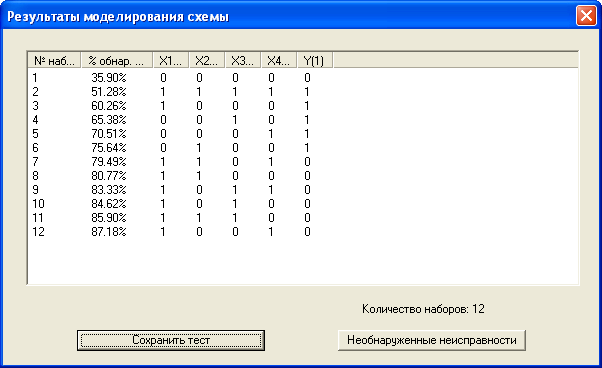 Результаты моделирования схемы
№ наб... % обнар. ... X1... X2... X3... X4... Y(1)
1 35.90% 0 0 0 0 0
2 51.28% 1 1 1 1 1
3 60.26% 1 0 0 0 1
4 65.38% 0 0 1 0 1
5 70.51% 0 0 0 1 1
6 75.64% 0 1 0 0 1
7 79.49% 1 1 0 1 0
8 80.77% 1 1 1 0 0
9 83.33% 1 0 1 1 0
10 84.62% 1 0 1 0 0
11 85.90% 1 1 1 0 0
12 87.18% 1 0 0 1 0
Количество наборов: 12
Сохранить тест Необнаруженные неисправности